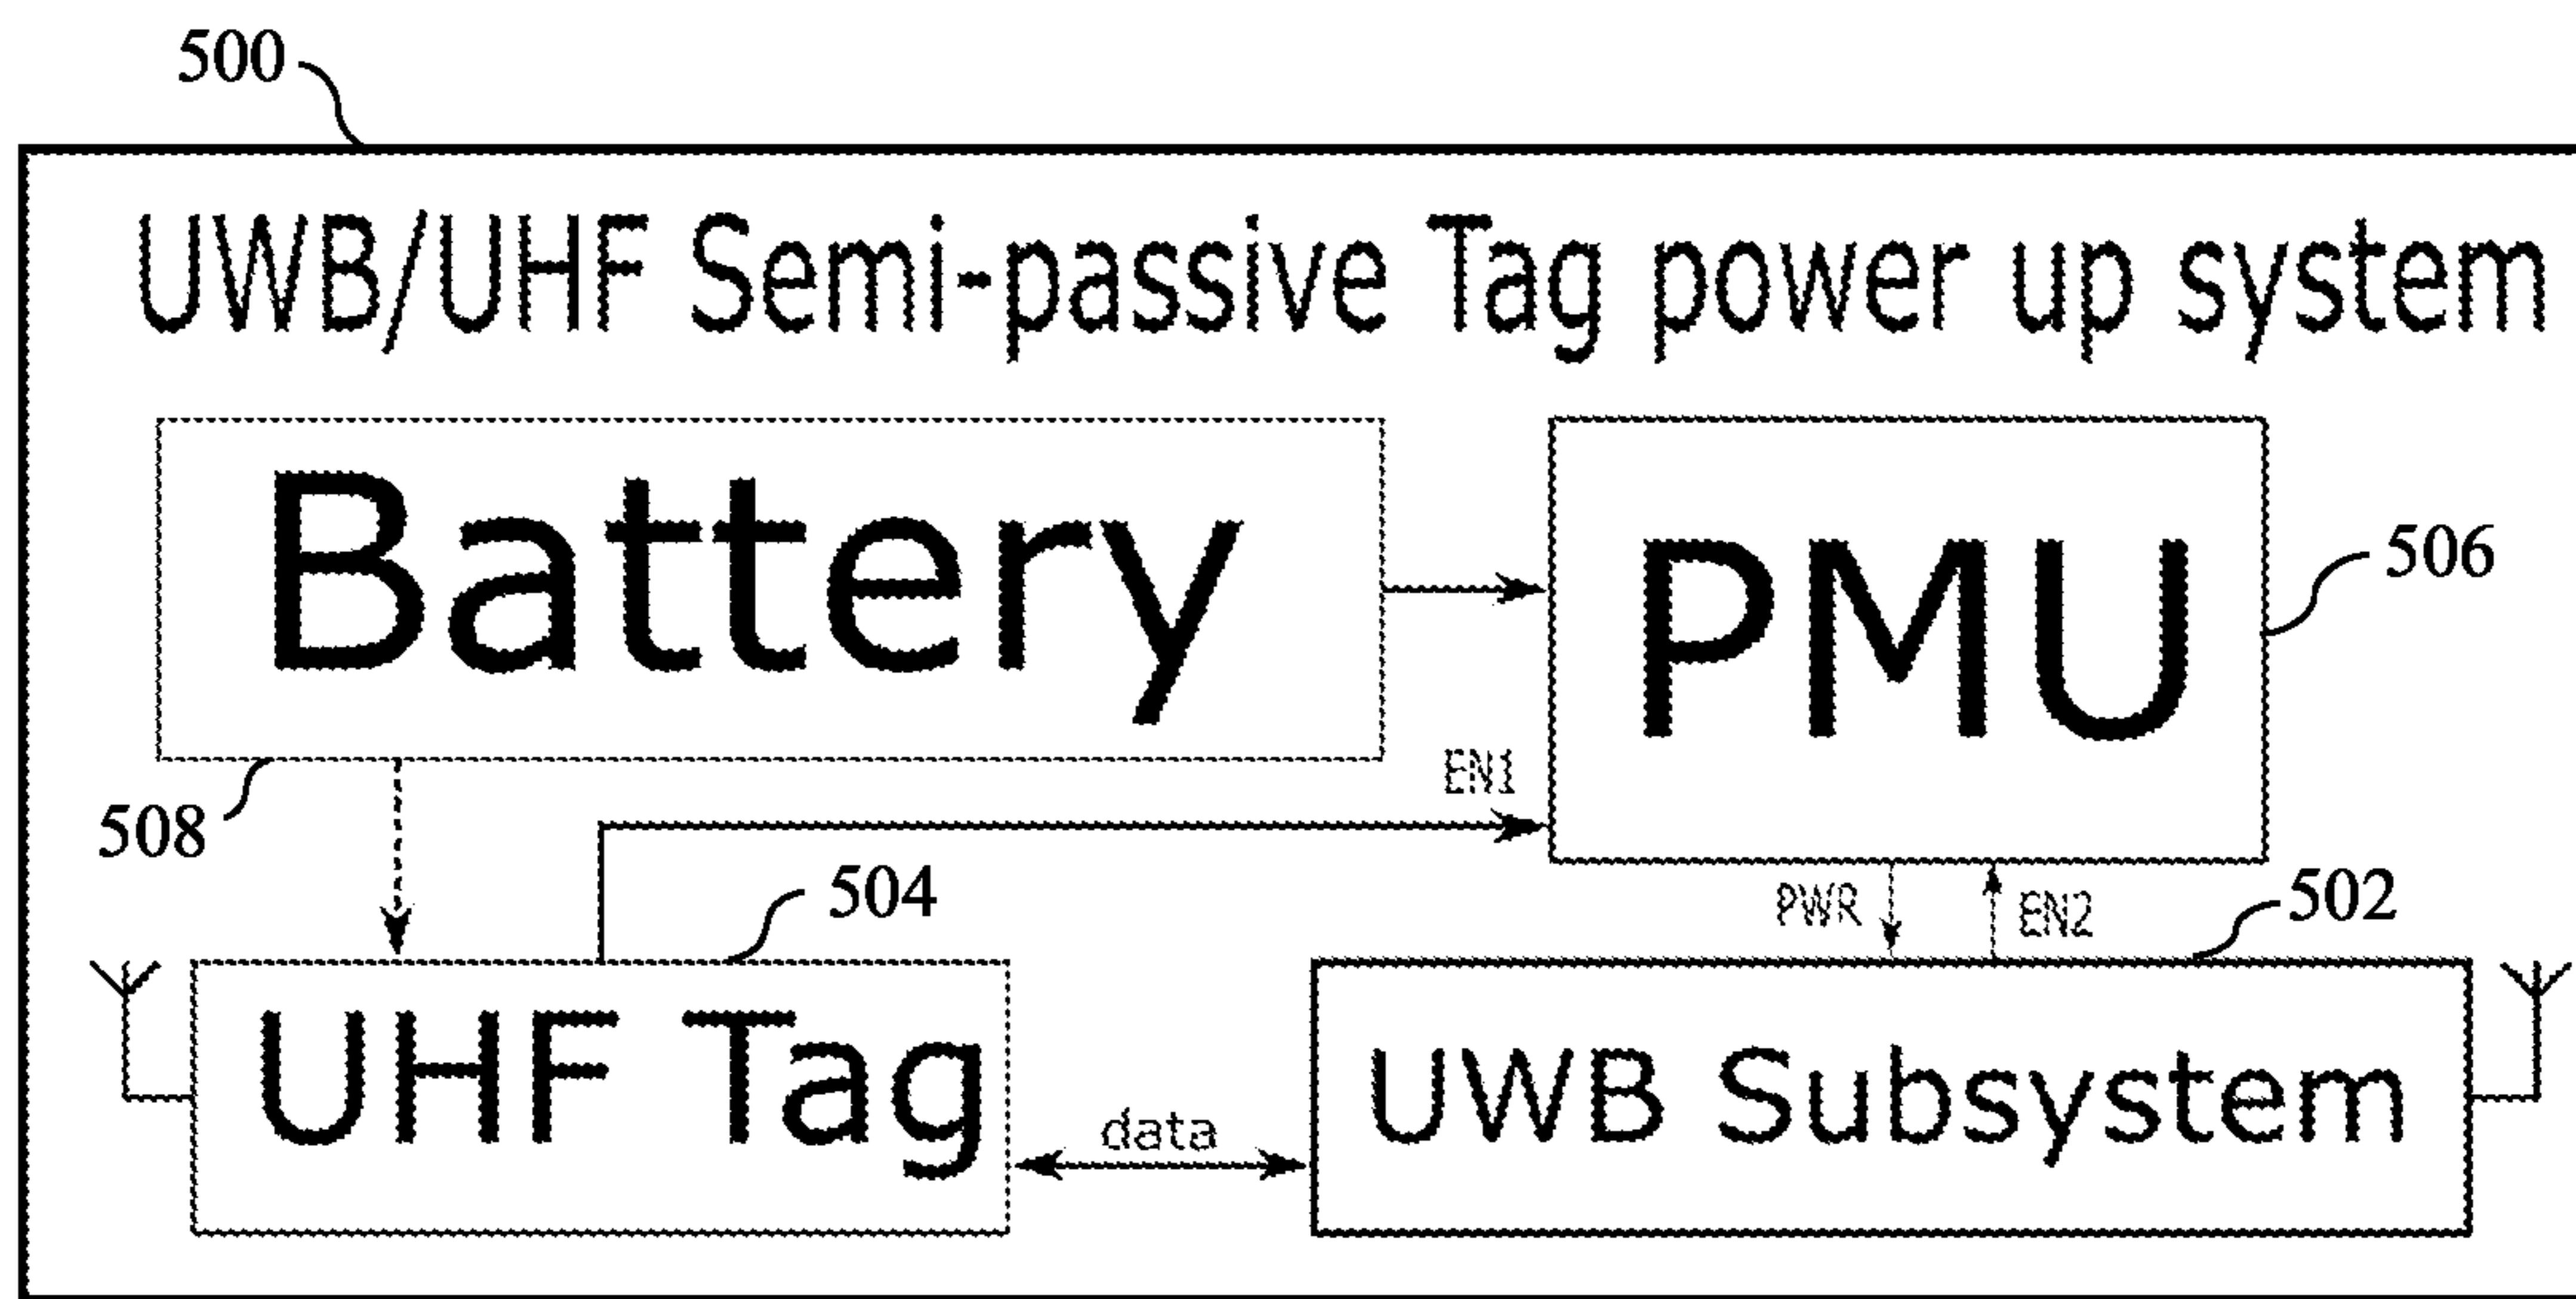 500
UWB/UHF Semi-passive Tag power up system
Battery
PMU
506
EN1
508
504
PWR
EN2
502
UHF Tag
data
UWB Subsystem